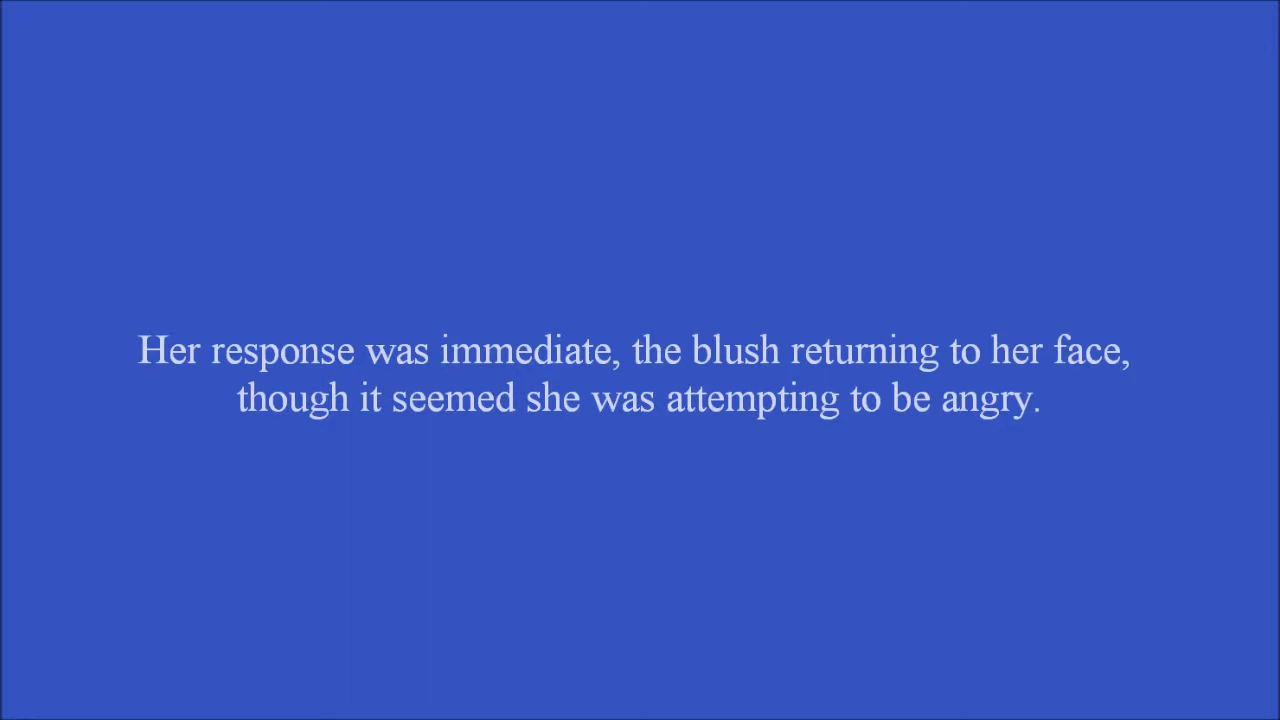 Her response was immediate, the blush returning to her face,
though it seemed she was attempting to be angry.